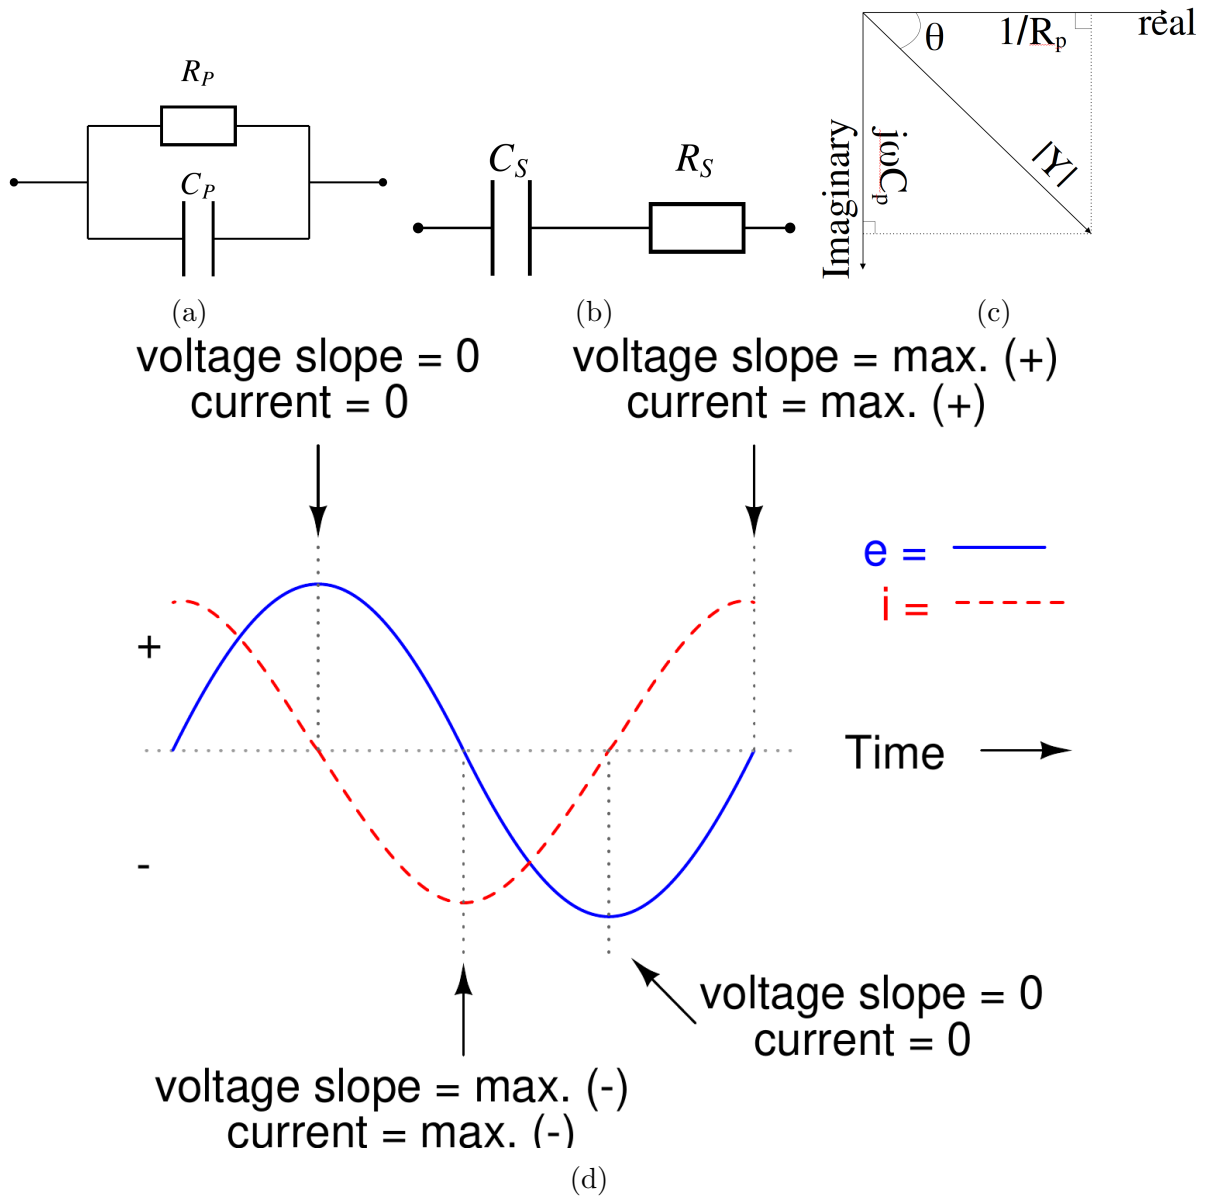 R_P
C_P
(a)
C_S
R_S
(b)
real
θ
1/R_p
Imaginary
jωC_p
|Y|
(c)
voltage slope = 0
current = 0
voltage slope = max. (+)
current = max. (+)
e =
i =
+
Time
-
voltage slope = 0
current = 0
voltage slope = max. (-)
current = max. (-)
(d)